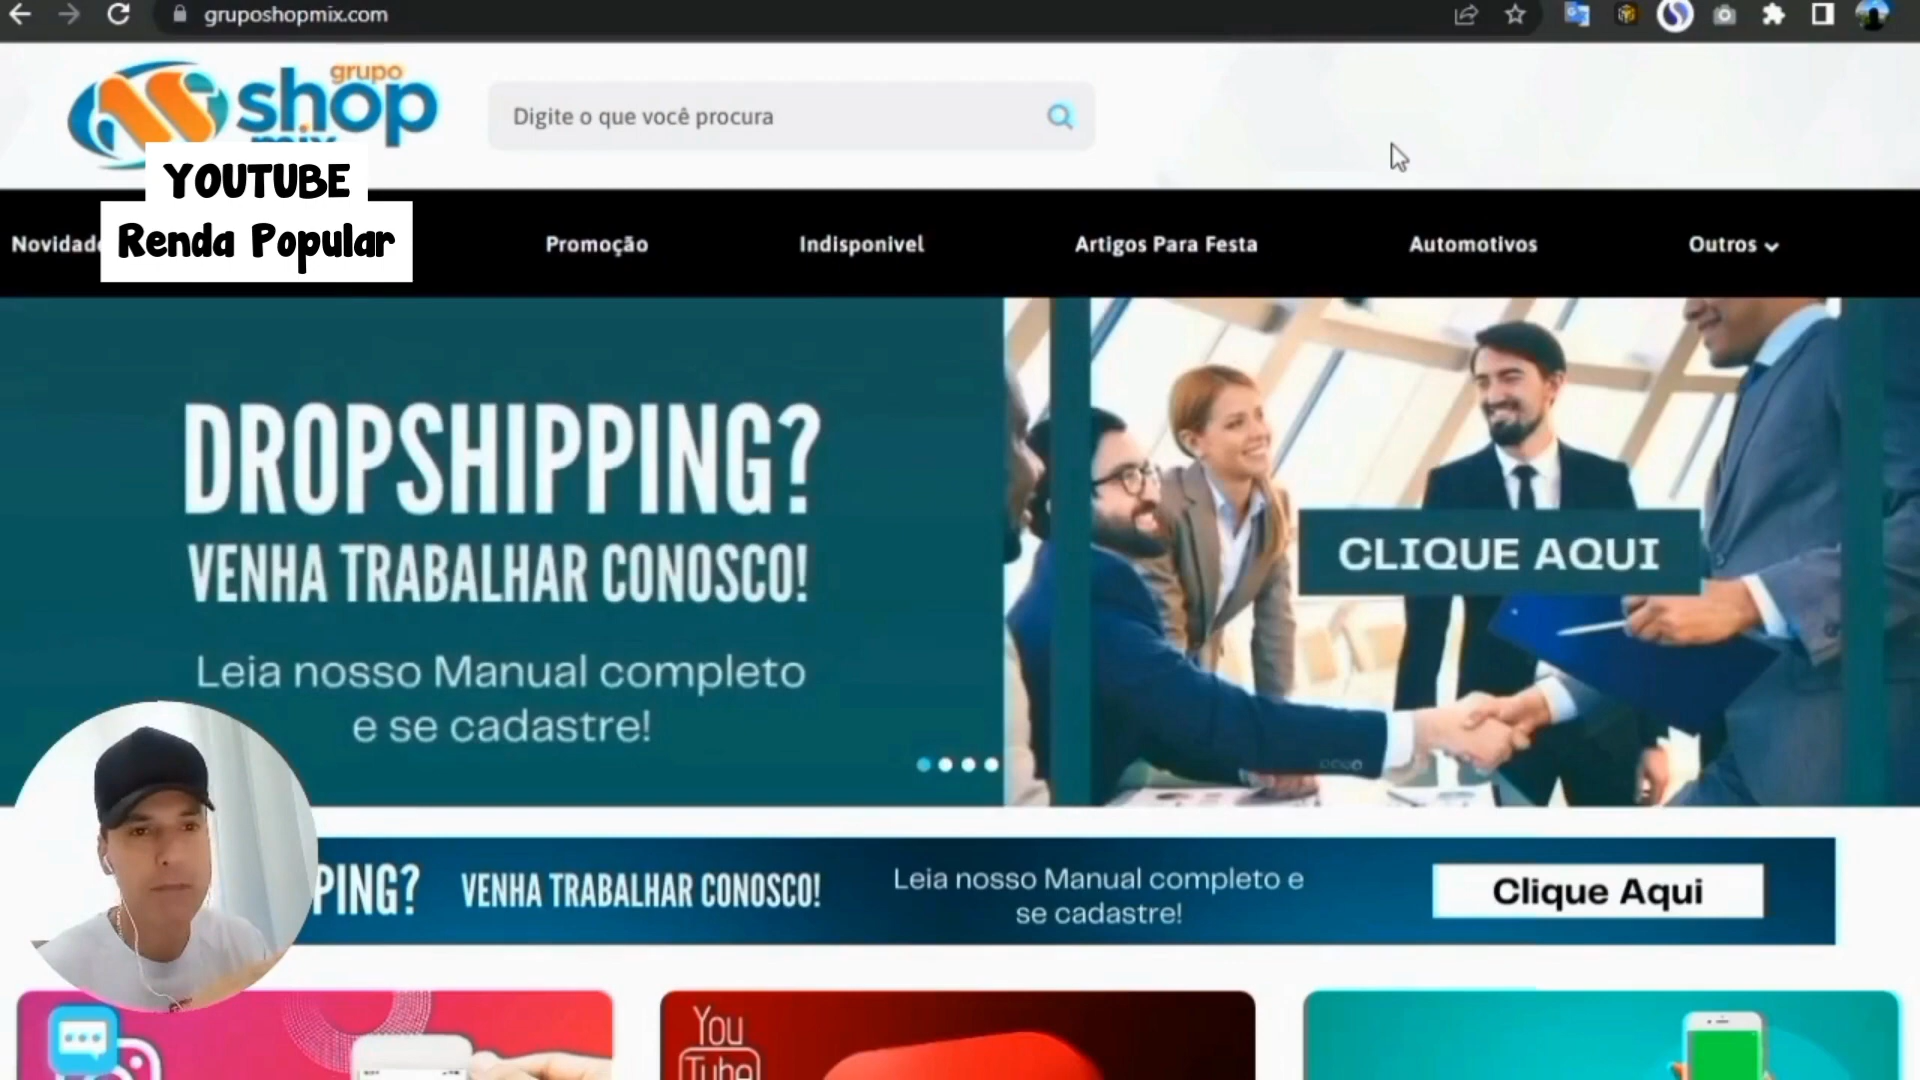 gruposhopmix.com
grupo
shop
mix
Digite o que você procura
YOUTUBE
Renda Popular
Promoção
Indisponivel
Artigos Para Festa
Automotivos
Outros
DROPSHIPPING?
VENHA TRABALHAR CONOSCO!
Leia nosso Manual completo
e se cadastre!
CLIQUE AQUI
PING?
VENHA TRABALHAR CONOSCO!
Leia nosso Manual completo e
se cadastre!
Clique Aqui
You
Tube